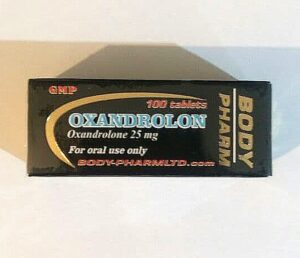 GMP
100 tablets
OXANDROLON
Oxandrolone 25 mg
For oral use only
BODY-PHARMLTD.com
BODY
PHARM